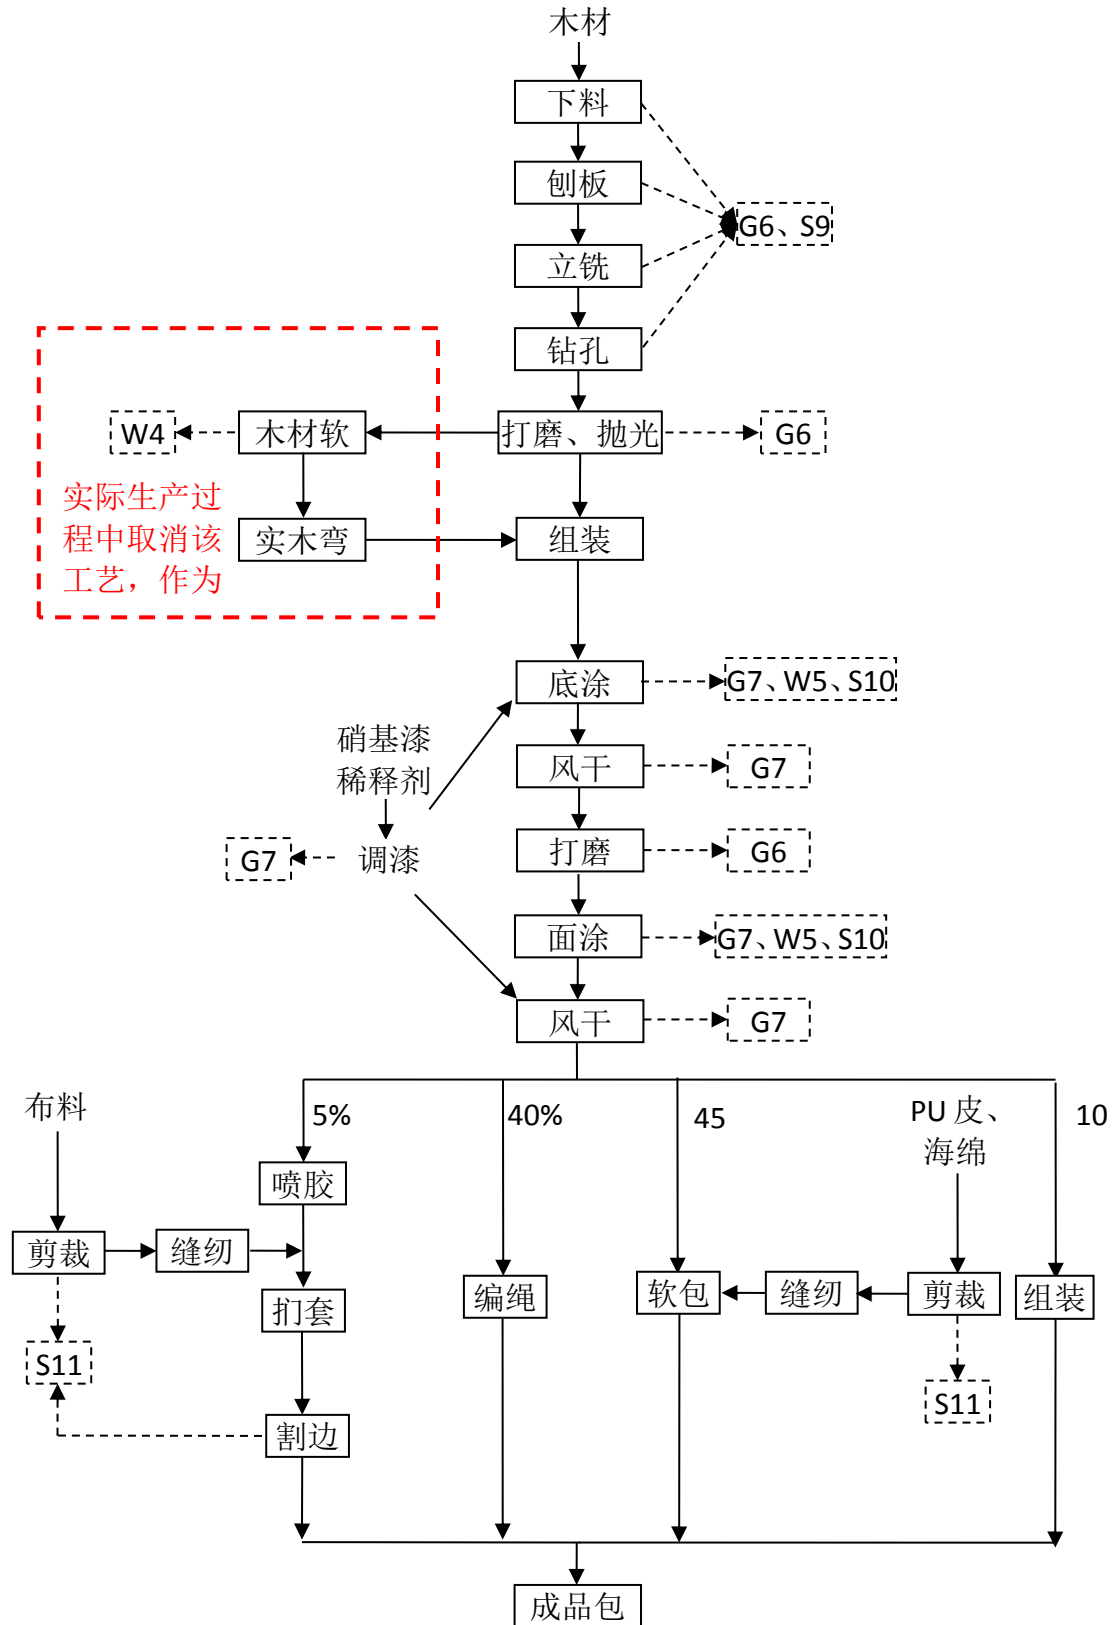 木材
下料
刨板
G6、S9
立铣
钻孔
W4
木材软
打磨、抛光
G6
实际生产过
程中取消该
工艺，作为
实木弯
组装
底涂
G7、W5、S10
硝基漆
稀释剂
风干
G7
调漆
G7
打磨
G6
面涂
G7、W5、S10
风干
G7
布料
5%
40%
45
PU 皮、
海绵
10
喷胶
剪裁
缝纫
扪套
编绳
软包
缝纫
剪裁
组装
S11
S11
割边
成品包